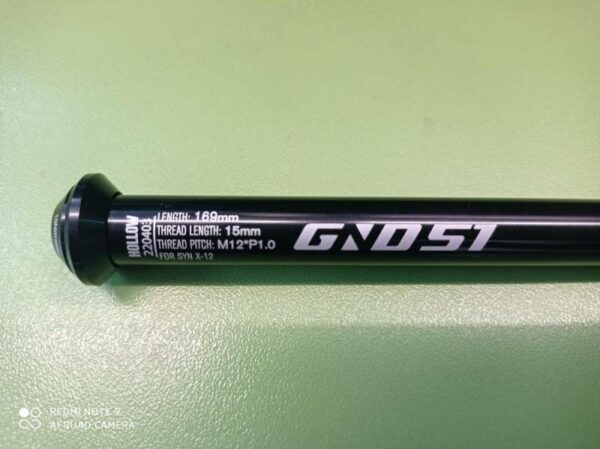 HOLLOW
220403
LENGTH: 169mm
THREAD LENGTH: 15mm
THREAD PITCH: M12*P1.0
FOR SYN X-12
GNOST
REDMI NOTE 9
AI QUAD CAMERA